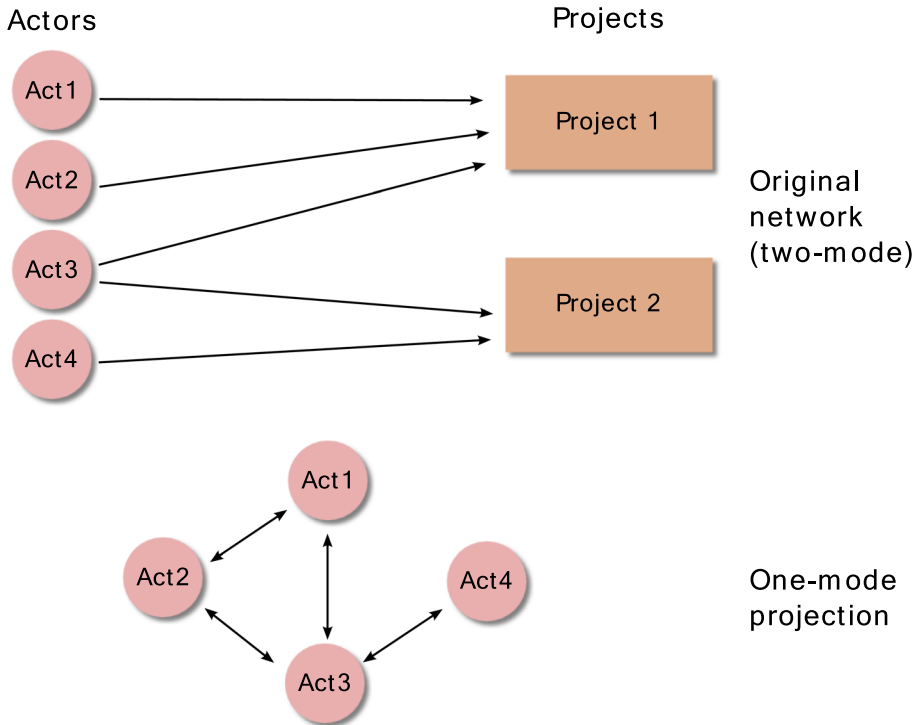 Actors
Projects
Act1
Project 1
Act2
Original
network
(two-mode)
Act3
Project 2
Act4
Act1
Act2
Act4
One-mode
projection
Act3